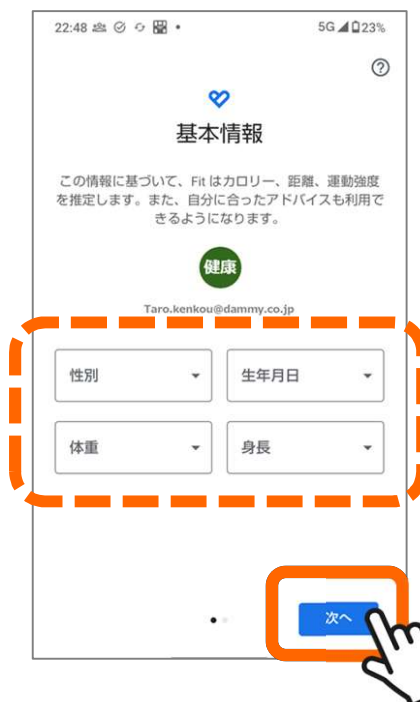 22:48 5G 23%
基本情報
この情報に基づいて、Fit はカロリー、距離、運動強度
を推定します。また、自分に合ったアドバイスも利用で
きるようになります。
健康
Taro.kenkou@dammy.co.jp
性別 生年月日
体重 身長
次へ